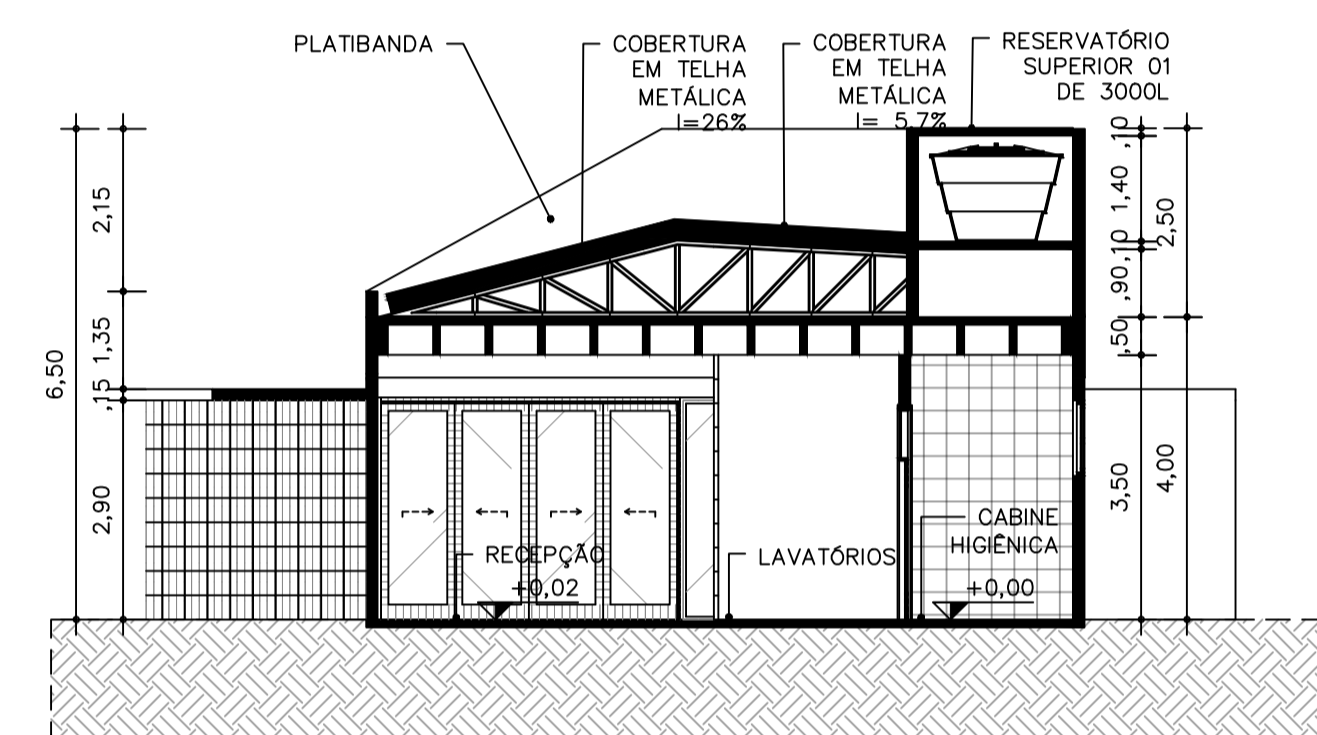 PLATIBANDA
COBERTURA
EM TELHA
METÁLICA
I=26%
COBERTURA
EM TELHA
METÁLICA
I= 5,7%
RESERVATÓRIO
SUPERIOR 01
DE 3000L
6,50
2,15
1,35
,15
2,90
,10
1,40
,10
,90
,50
3,50
2,50
4,00
RECEPÇÃO
+0,02
LAVATÓRIOS
CABINE
HIGIÊNICA
+0,00